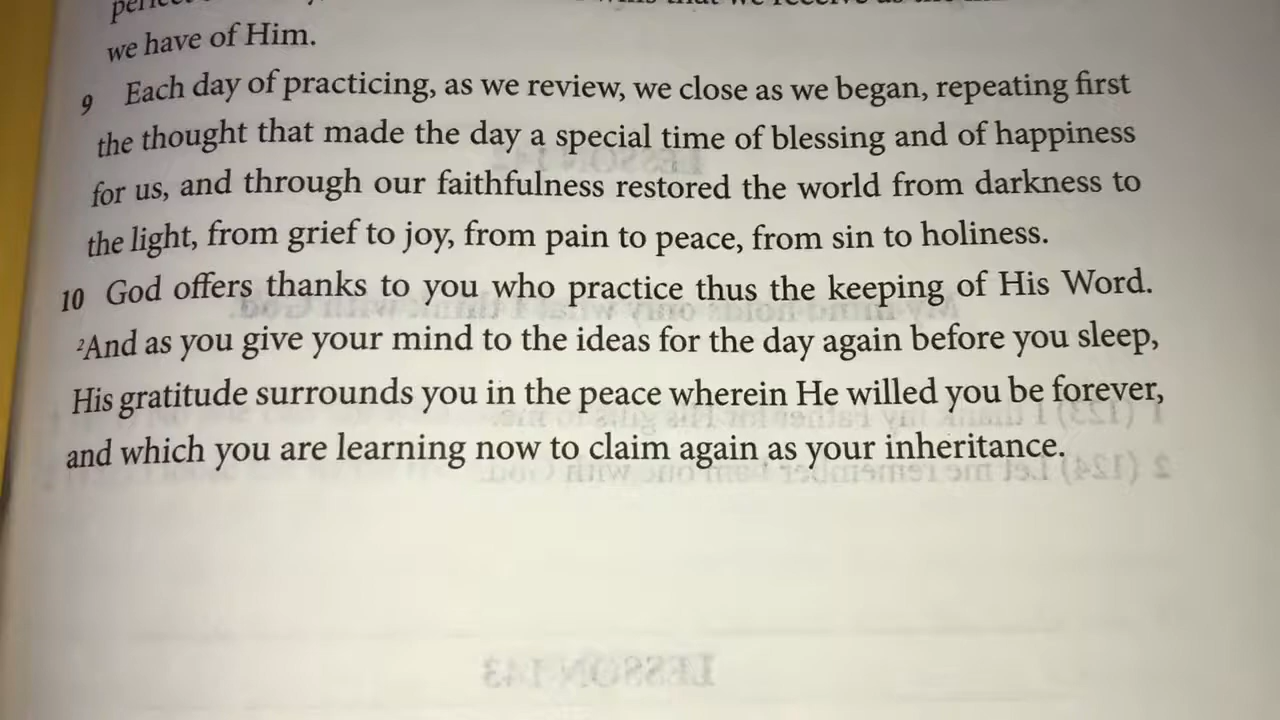 we have of Him.
9 Each day of practicing, as we review, we close as we began, repeating first
the thought that made the day a special time of blessing and of happiness
for us, and through our faithfulness restored the world from darkness to
the light, from grief to joy, from pain to peace, from sin to holiness.
10 God offers thanks to you who practice thus the keeping of His Word.
²And as you give your mind to the ideas for the day again before you sleep,
His gratitude surrounds you in the peace wherein He willed you be forever,
and which you are learning now to claim again as your inheritance.
LESSON 143